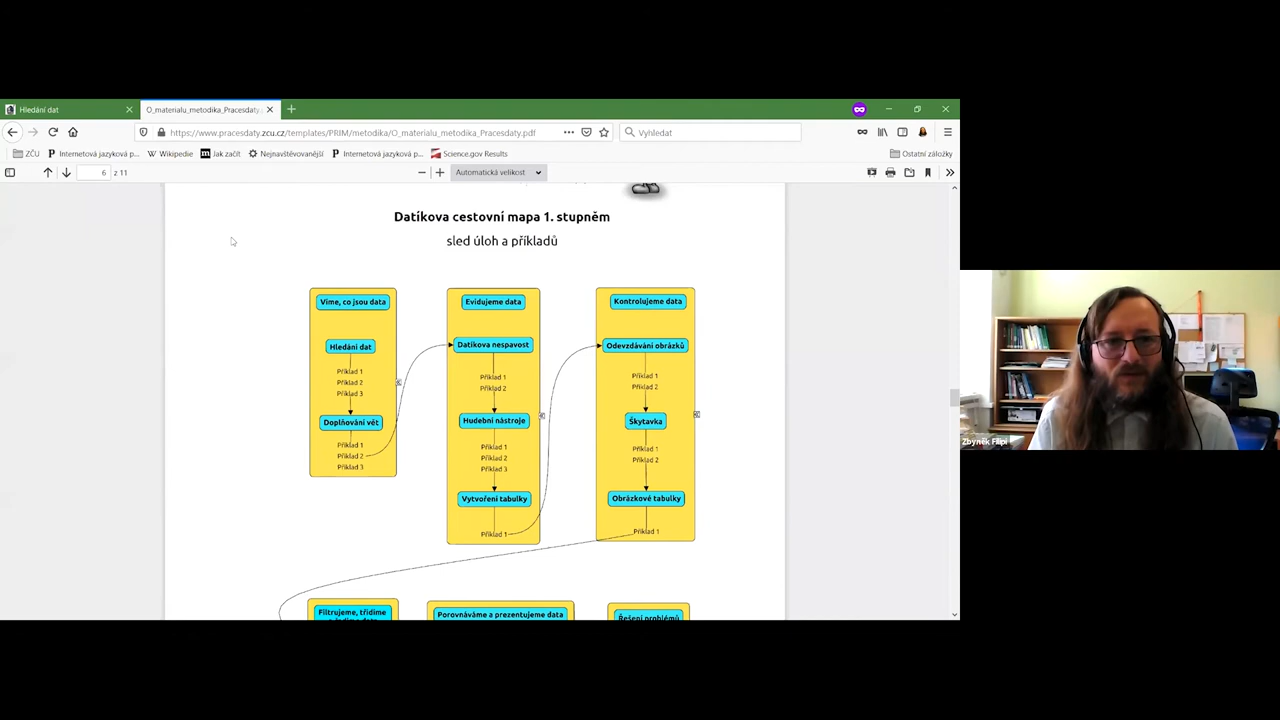 Hledání dat
O_materialu_metodika_Pracesdaty.
https://www.pracesdaty.zcu.cz/templates/PRIM/metodika/O_materialu_metodika_Pracesdaty.pdf
Vyhledat
ZČU
Internetová jazyková p...
Wikipedie
Jak začít
Nejnavštěvovanější
Internetová jazyková p...
Science.gov Results
Ostatní záložky
6 z 11
Automatická velikost
Datíkova cestovní mapa 1. stupněm
sled úloh a příkladů
Víme, co jsou data
Hledání dat
Příklad 1
Příklad 2
Příklad 3
Doplňování vět
Příklad 1
Příklad 2
Příklad 3
Evidujeme data
Datíkova nespavost
Příklad 1
Příklad 2
Hudební nástroje
Příklad 1
Příklad 2
Příklad 3
Vytvoření tabulky
Příklad 1
Kontrolujeme data
Odevzdávání obrázků
Příklad 1
Příklad 2
Škytavka
Příklad 1
Příklad 2
Obrázkové tabulky
Příklad 1
Filtrujeme, třídíme
Porovnáváme a prezentujeme data
Řešení problémů
Zbyněk Filipi